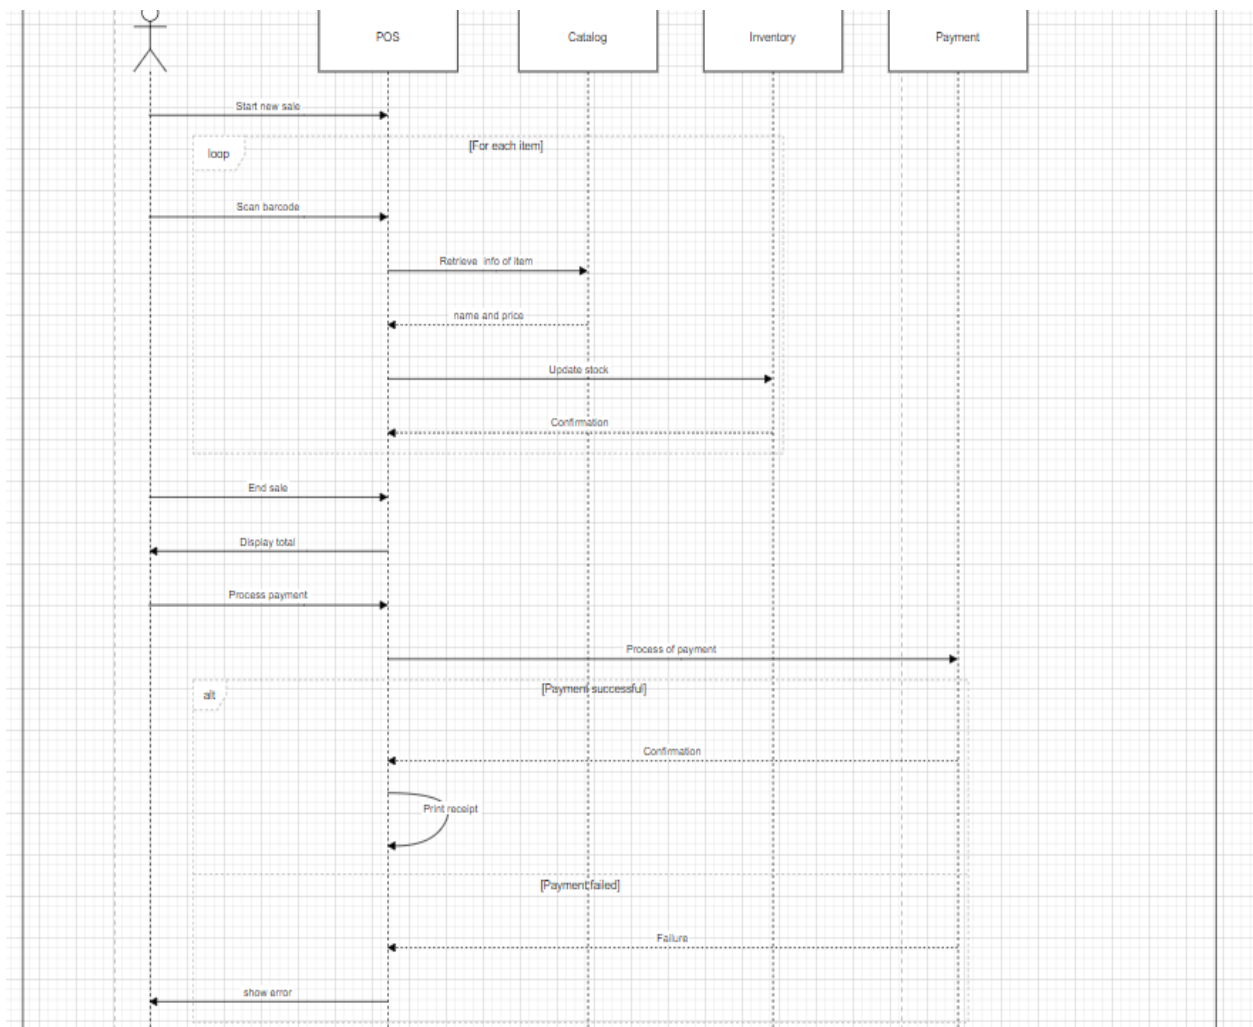 POS
Catalog
Inventory
Payment
Start new sale
loop
[For each item]
Scan barcode
Retrieve info of item
name and price
Update stock
Confirmation
End sale
Display total
Process payment
Process of payment
alt
[Payment successful]
Confirmation
Print receipt
[Payment failed]
Failure
show error